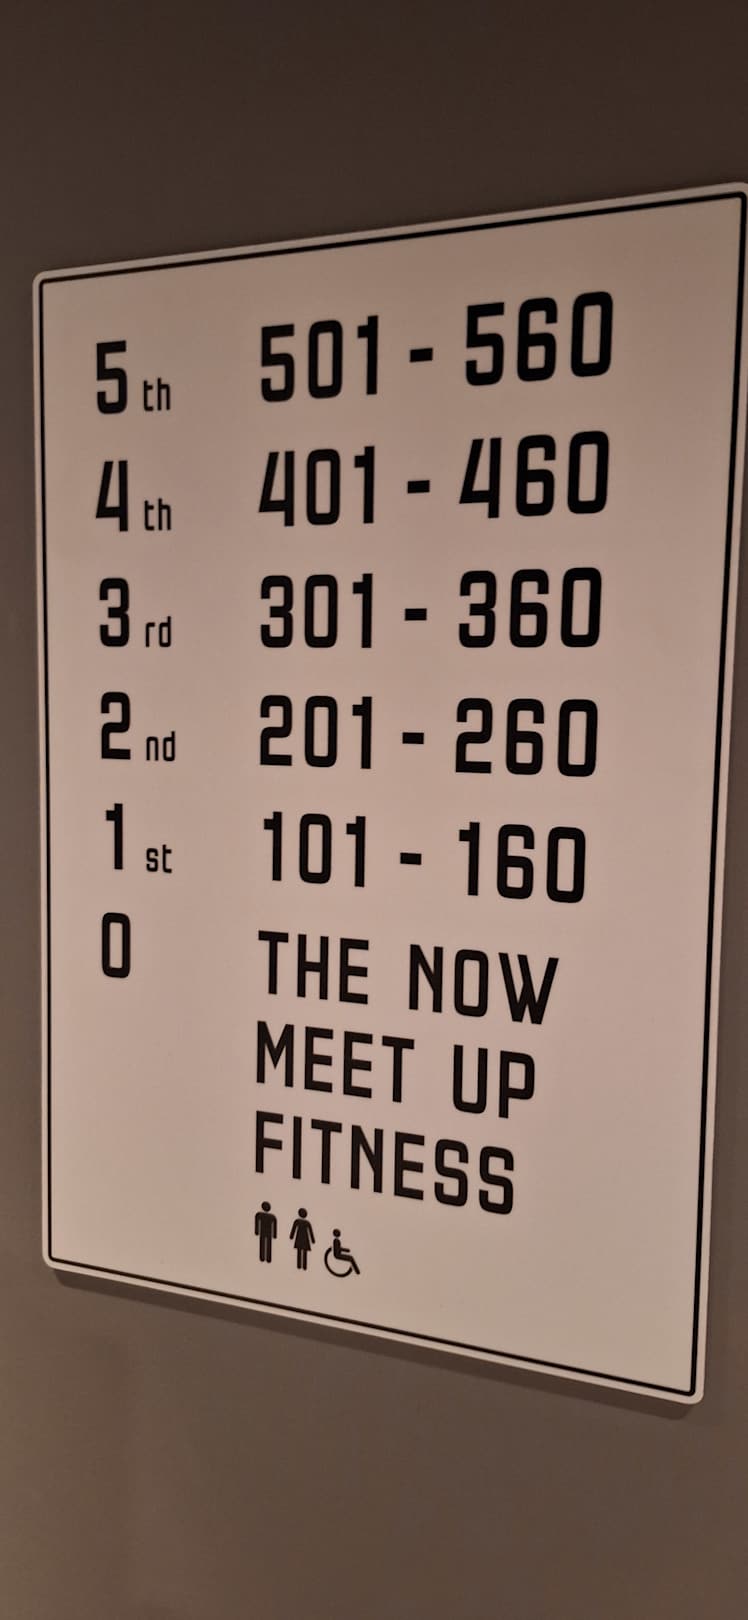 5th 501 - 560
4th 401 - 460
3rd 301 - 360
2nd 201 - 260
1st 101 - 160
0 THE NOW
MEET UP
FITNESS